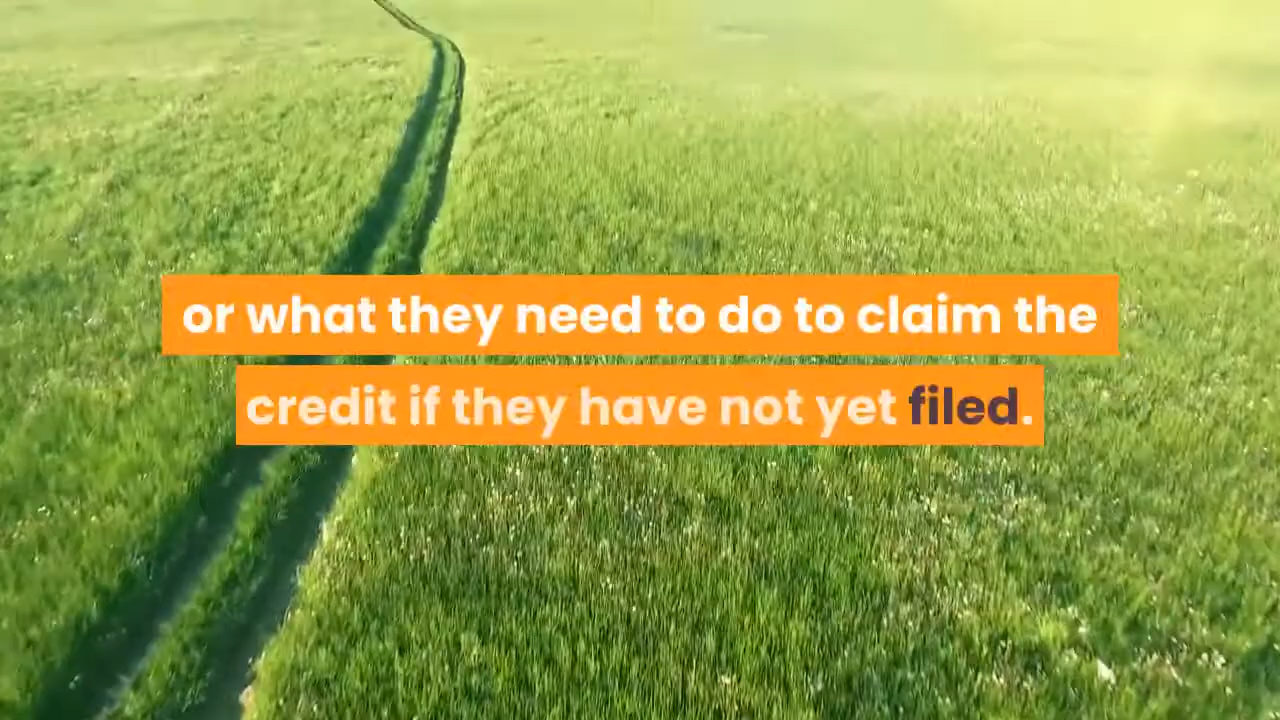 or what they need to do to claim the
credit if they have not yet filed.